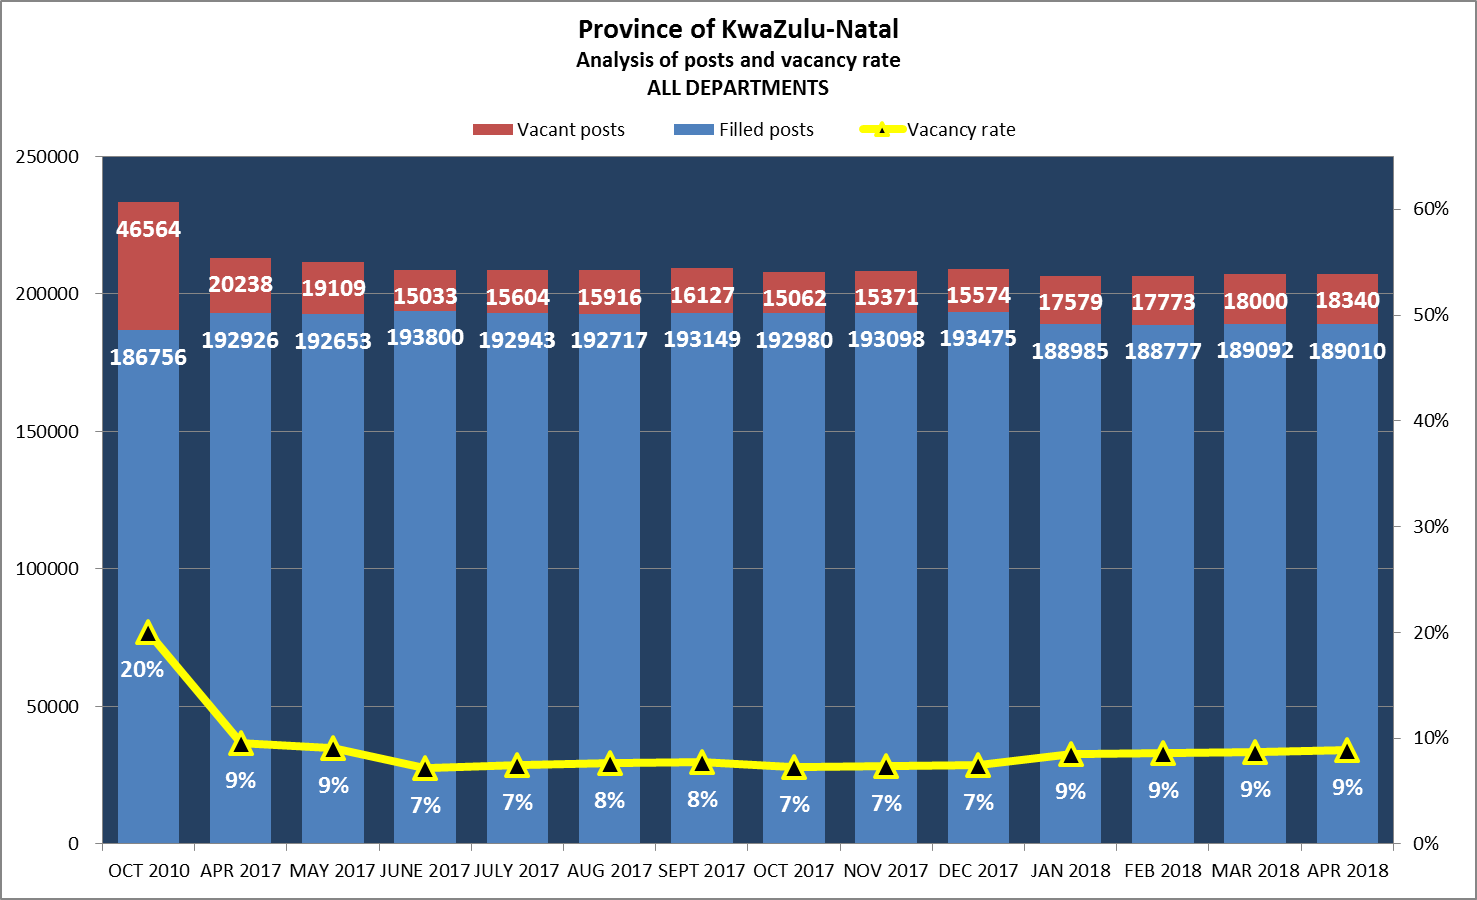 Province of KwaZulu-Natal
Analysis of posts and vacancy rate
ALL DEPARTMENTS
Vacant posts Filled posts Vacancy rate
250000
200000
150000
100000
50000
0
60%
50%
40%
30%
20%
10%
0%
46564 20238 19109 15033 15604 15916 16127 15062 15371 15574 17579 17773 18000 18340
186756 192926 192653 193800 192943 192717 193149 192980 193098 193475 188985 188777 189092 189010
20% 9% 9% 7% 7% 8% 8% 7% 7% 7% 9% 9% 9% 9%
OCT 2010 APR 2017 MAY 2017 JUNE 2017 JULY 2017 AUG 2017 SEPT 2017 OCT 2017 NOV 2017 DEC 2017 JAN 2018 FEB 2018 MAR 2018 APR 2018